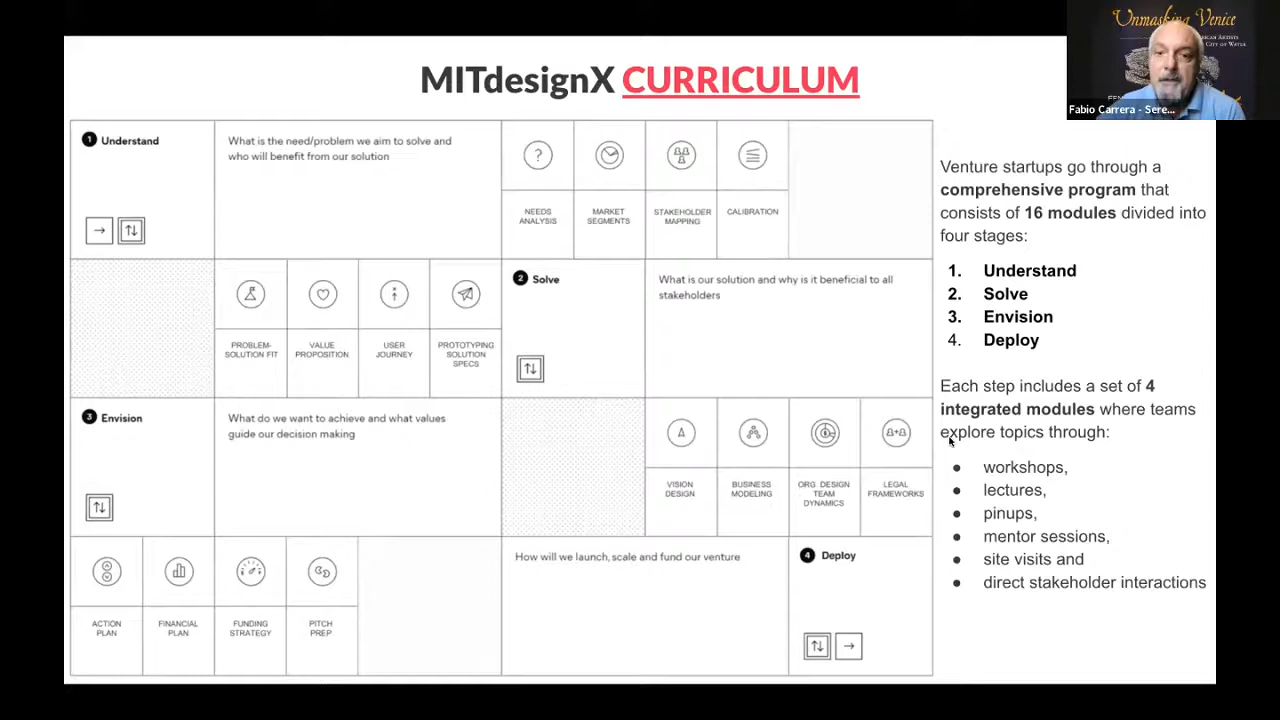 MITdesignX CURRICULUM
Unmasking Venice
CITY OF WATER
Fabio Carrera - Sere...
1 Understand
What is the need/problem we aim to solve and
who will benefit from our solution
?
NEEDS
ANALYSIS
MARKET
SEGMENTS
STAKEHOLDER
MAPPING
CALIBRATION
PROBLEM-
SOLUTION FIT
VALUE
PROPOSITION
USER
JOURNEY
PROTOTYPING
SOLUTION
SPECS
2 Solve
What is our solution and why is it beneficial to all
stakeholders
3 Envision
What do we want to achieve and what values
guide our decision making
VISION
DESIGN
BUSINESS
MODELING
ORG DESIGN
TEAM
DYNAMICS
LEGAL
FRAMEWORKS
ACTION
PLAN
FINANCIAL
PLAN
FUNDING
STRATEGY
PITCH
PREP
How will we launch, scale and fund our venture
4 Deploy
Venture startups go through a
comprehensive program that
consists of 16 modules divided into
four stages:
1. Understand
2. Solve
3. Envision
4. Deploy
Each step includes a set of 4
integrated modules where teams
explore topics through:
● workshops,
● lectures,
● pinups,
● mentor sessions,
● site visits and
● direct stakeholder interactions